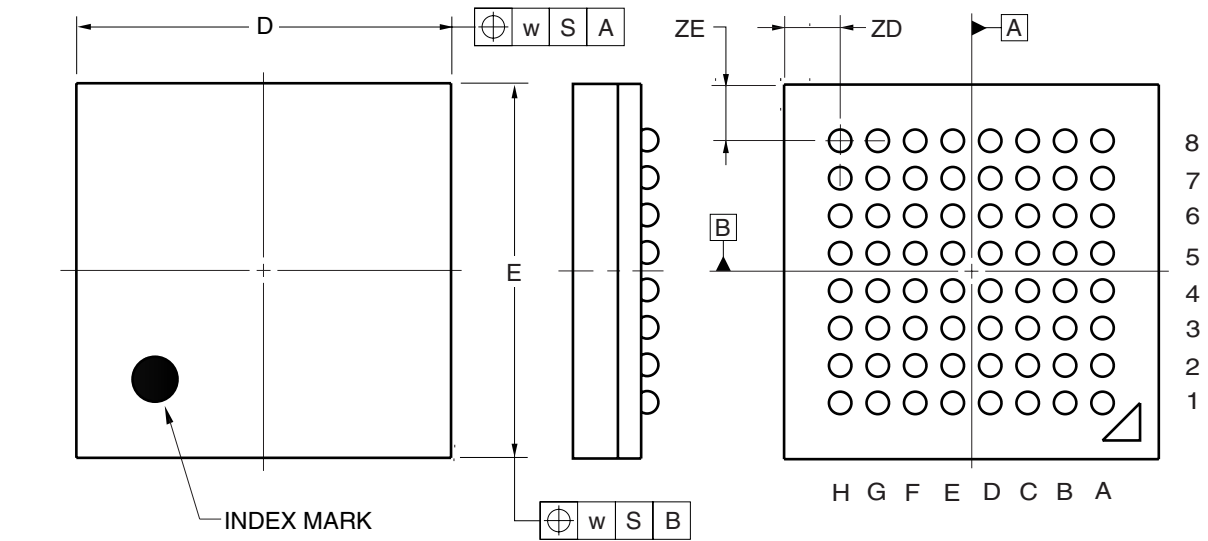 D
⌖ w S A
ZE
ZD
A
8
7
6
B
5
E
4
3
2
1
H G F E D C B A
INDEX MARK
⌖ w S B